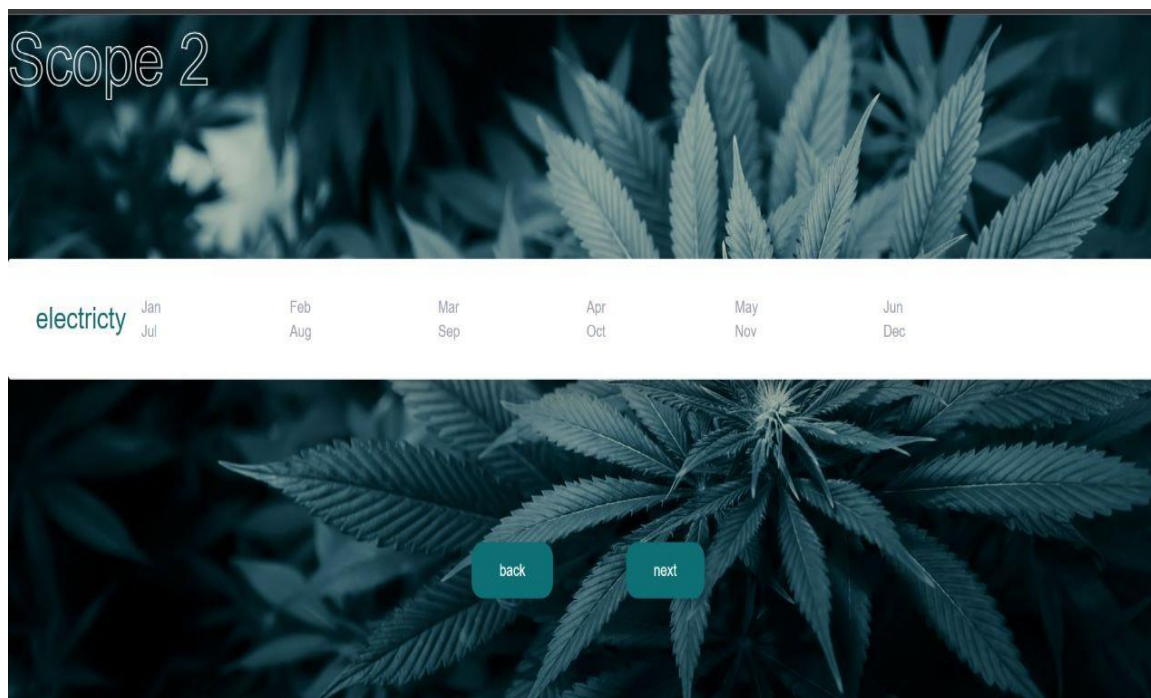 Scope 2
electricty
Jan Feb Mar Apr May Jun
Jul Aug Sep Oct Nov Dec
back next